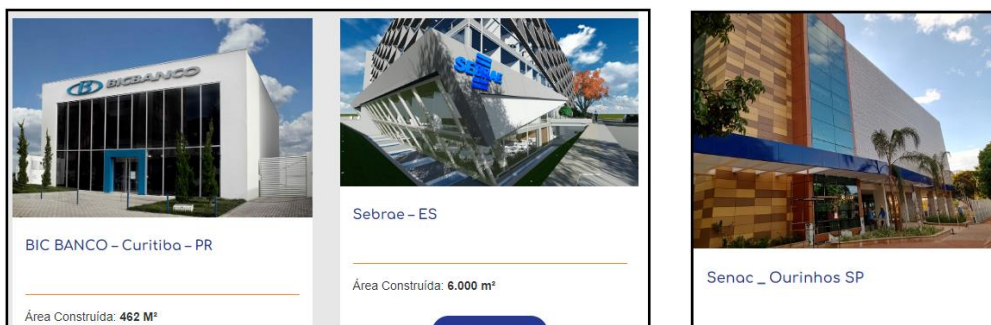 BICBANCO
BIC BANCO – Curitiba – PR
Área Construída: 462 M²
SEBRAE
Sebrae – ES
Área Construída: 6.000 m²
Senac _ Ourinhos SP